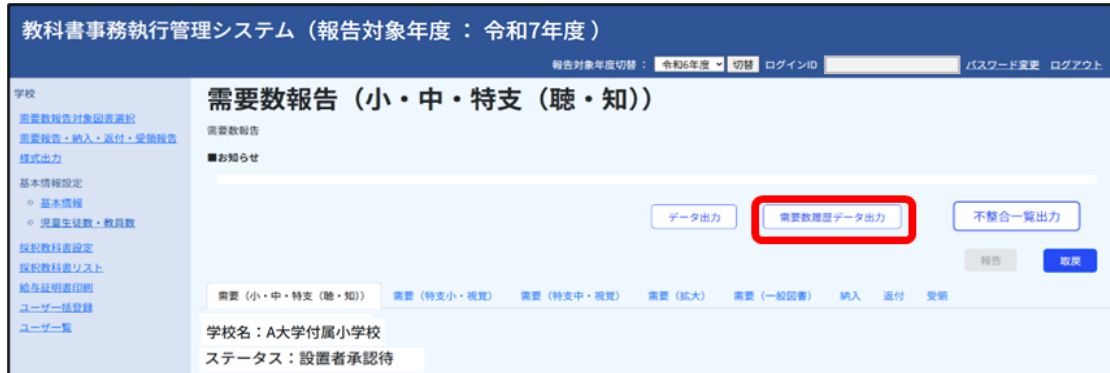 教科書事務執行管理システム（報告対象年度 ： 令和7年度 ）
報告対象年度切替： 令和6年度 切替 ログインID パスワード変更 ログアウト
学校
需要数報告対象図書選択
需要報告・納入・返付・受領報告
様式出力
基本情報設定
基本情報
児童生徒数・教員数
採択教科書設定
採択教科書リスト
給与証明書印刷
ユーザ一括登録
ユーザ一覧
需要数報告（小・中・特支（聴・知））
需要数報告
■お知らせ
データ出力 需要数履歴データ出力 不整合一覧出力
報告 取戻
需要（小・中・特支（聴・知）） 需要（特支小・視覚） 需要（特支中・視覚） 需要（拡大） 需要（一般図書） 納入 返付 受領
学校名：A大学付属小学校
ステータス：設置者承認待